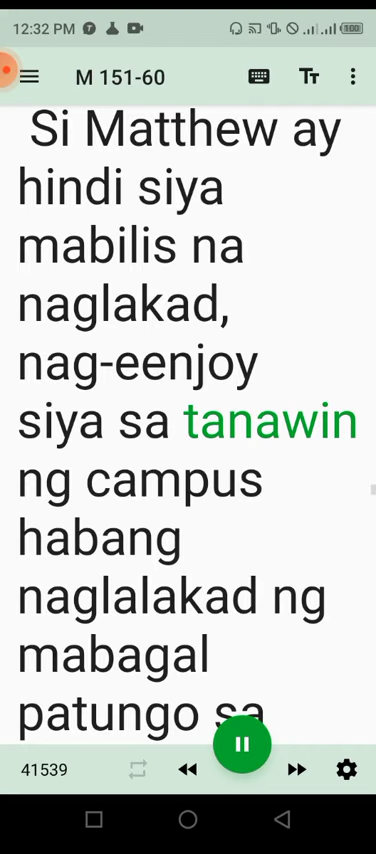 12:32 PM
M 151-60
Si Matthew ay
hindi siya
mabilis na
naglakad,
nag-eenjoy
siya sa tanawin
ng campus
habang
naglalakad ng
mabagal
patungo sa
41539